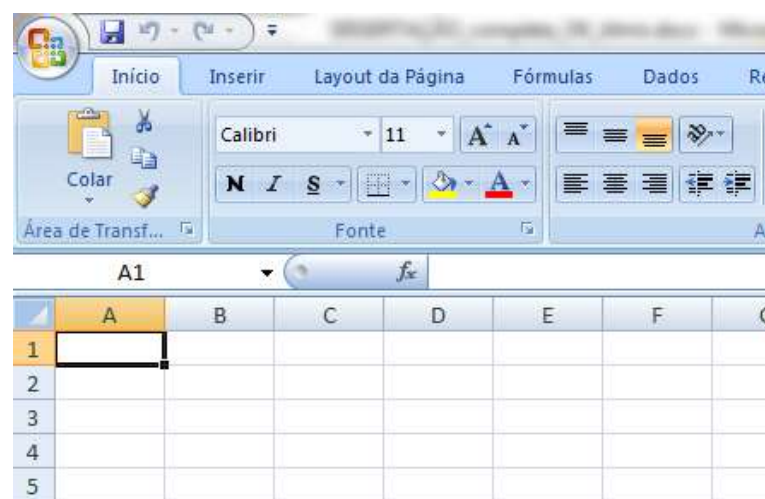 Início Inserir Layout da Página Fórmulas Dados
Calibri 11 A A
Colar N I S A
Área de Transf... Fonte
A1 fx
A B C D E F
1
2
3
4
5